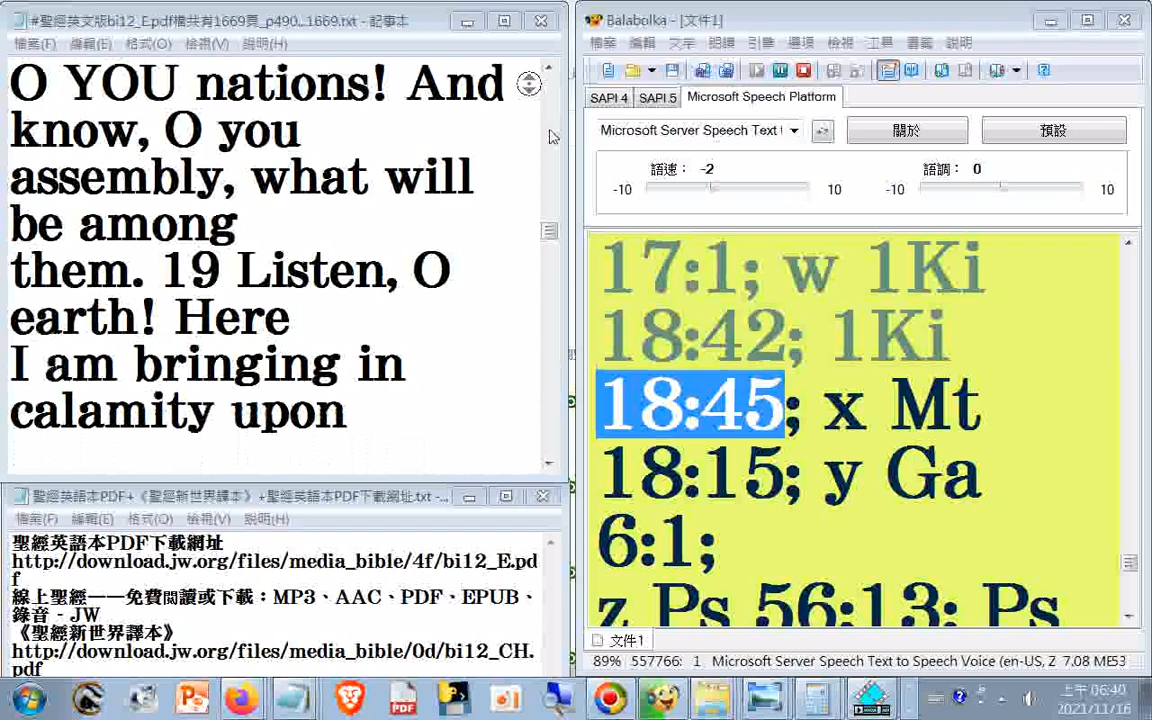 #聖經英文版bi12_E.pdf檔共有1669頁_p490...1669.txt - 記事本
檔案(F) 編輯(E) 格式(O) 檢視(V) 說明(H)
O YOU nations! And
know, O you
assembly, what will
be among
them. 19 Listen, O
earth! Here
I am bringing in
calamity upon
聖經英語本PDF+《聖經新世界譯本》+聖經英語本PDF下載網址.txt - ...
檔案(F) 編輯(E) 格式(O) 檢視(V) 說明(H)
聖經英語本PDF下載網址
http://download.jw.org/files/media_bible/4f/bi12_E.pd
f
線上聖經——免費閱讀或下載：MP3、AAC、PDF、EPUB、
錄音 - JW
《聖經新世界譯本》
http://download.jw.org/files/media_bible/0d/bi12_CH.
pdf
Balabolka - [文件1]
檔案 編輯 文字 朗讀 引擎 選項 檢視 工具 書籤 說明
SAPI 4 SAPI 5 Microsoft Speech Platform
Microsoft Server Speech Text 關於 預設
語速： -2 語調： 0
-10 10 -10 10
17:1; w 1Ki
18:42; 1Ki
18:45; x Mt
18:15; y Ga
6:1;
z Ps 56:13; Ps
文件1
89% 557766: 1 Microsoft Server Speech Text to Speech Voice (en-US, Z 7.08 ME53
PDF
上午 06:40
2021/11/16